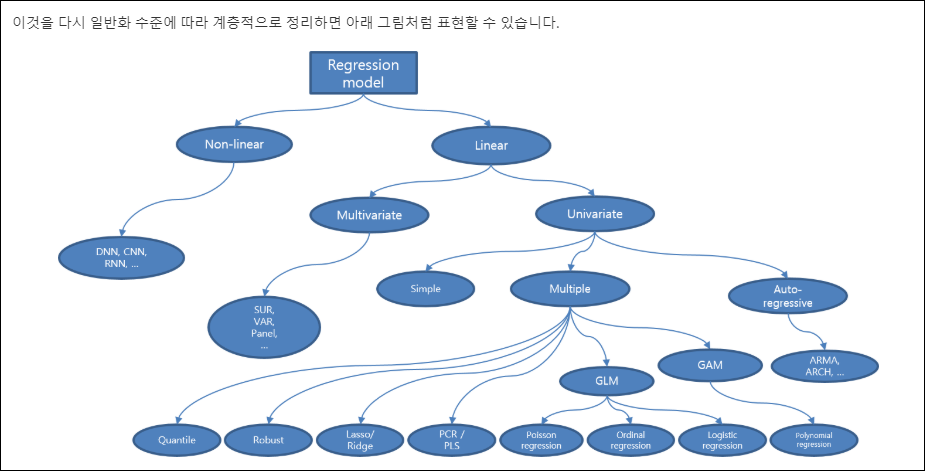 이것을 다시 일반화 수준에 따라 계층적으로 정리하면 아래 그림처럼 표현할 수 있습니다.
Regression
model
Non-linear
Linear
Multivariate
Univariate
DNN, CNN,
RNN, ...
Simple
Multiple
Auto-
regressive
SUR,
VAR,
Panel,
...
GLM
GAM
ARMA,
ARCH, ...
Quantile
Robust
Lasso/
Ridge
PCR /
PLS
Poisson
regression
Ordinal
regression
Logistic
regression
Polynomial
regression